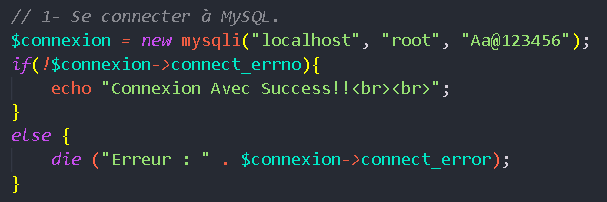 // 1- Se connecter à MySQL.
$connexion = new mysqli("localhost", "root", "Aa@123456");
if(!$connexion->connect_errno){
    echo "Connexion Avec Success!!<br><br>";
}
else {
    die ("Erreur : " . $connexion->connect_error);
}